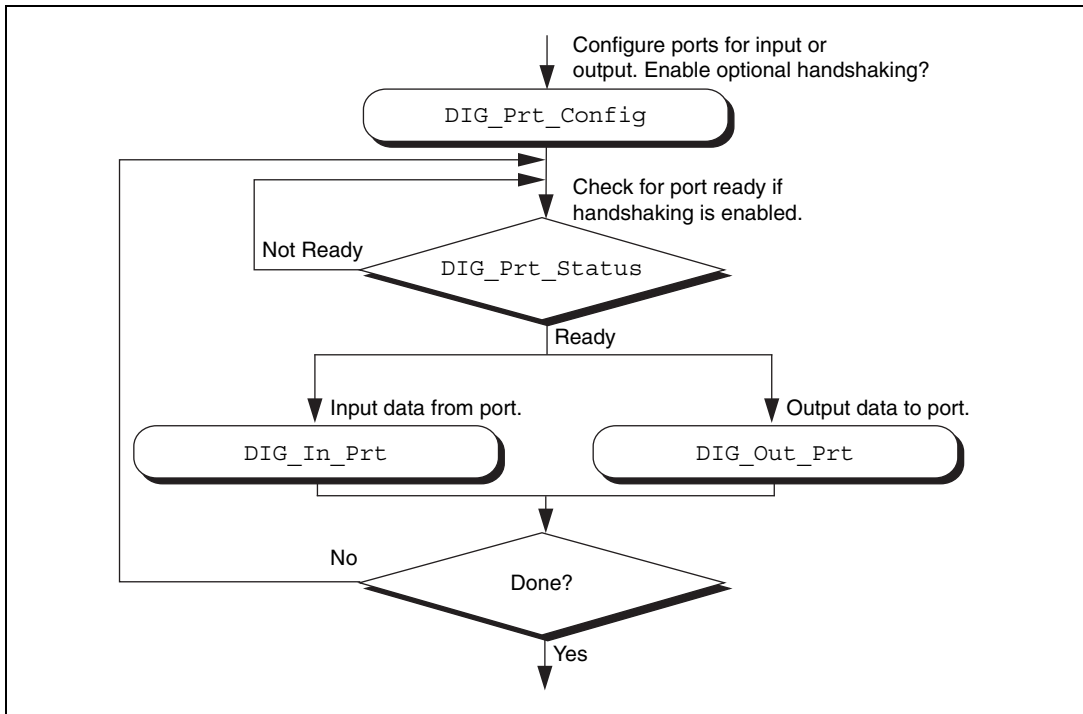 Configure ports for input or
output. Enable optional handshaking?
DIG_Prt_Config
Check for port ready if
handshaking is enabled.
Not Ready
DIG_Prt_Status
Ready
Input data from port.
Output data to port.
DIG_In_Prt
DIG_Out_Prt
No
Done?
Yes